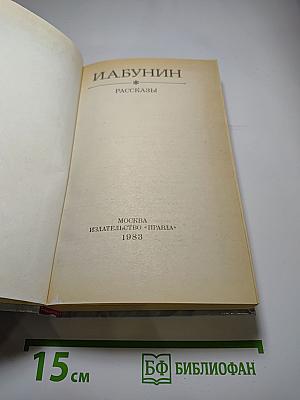 И.А.БУНИН
*
РАССКАЗЫ
МОСКВА
ИЗДАТЕЛЬСТВО «ПРАВДА»
1983
15 см
БФ БИБЛИОФАН